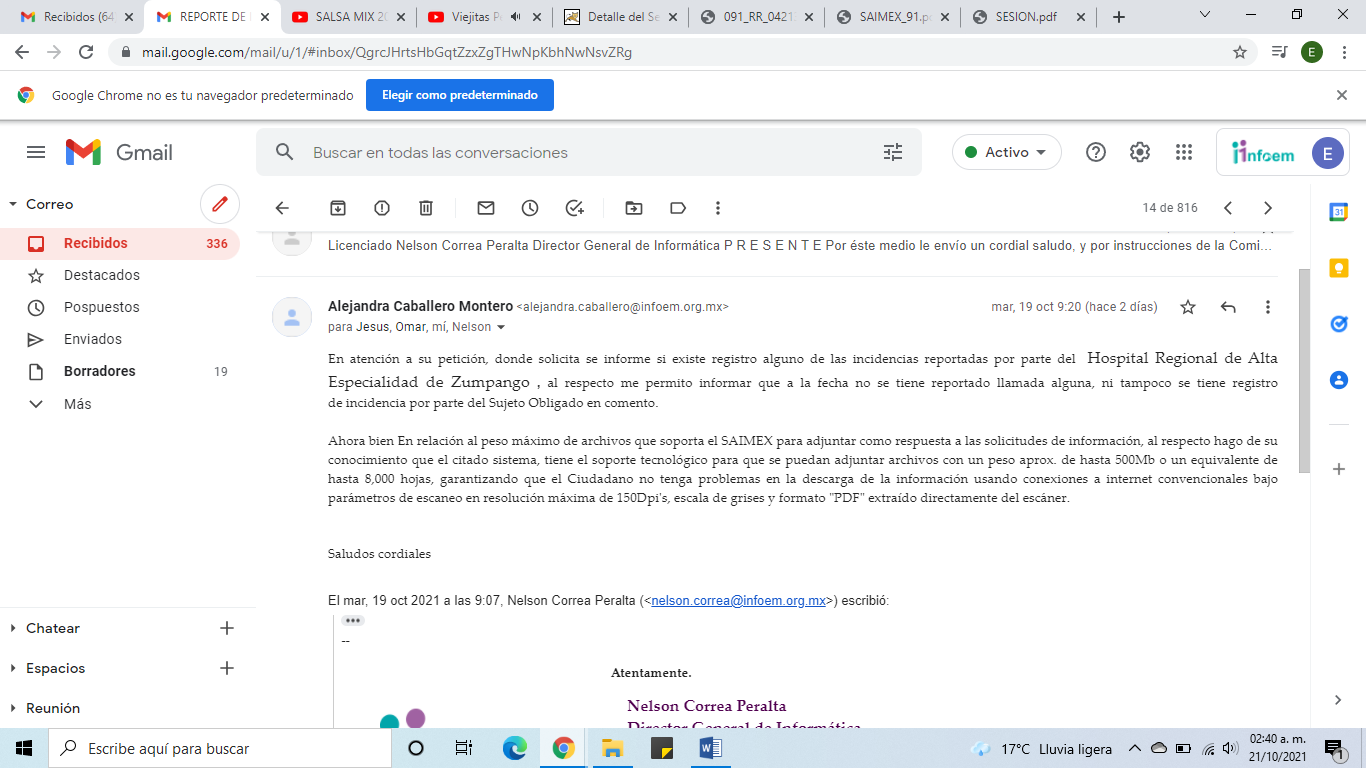 Recibidos (64
REPORTE DE
SALSA MIX 20
Viejitas P
Detalle del Se
091_RR_0421
SAIMEX_91.pd
SESION.pdf
mail.google.com/mail/u/1/#inbox/QgrcJHrtsHbGqtZzxZgTHwNpKbhNwNsvZRg
E
Google Chrome no es tu navegador predeterminado
Elegir como predeterminado
Gmail
Buscar en todas las conversaciones
Activo
infoem
E
Correo
14 de 816
Recibidos 336
Destacados
Pospuestos
Enviados
Borradores 19
Más
Licenciado Nelson Correa Peralta Director General de Informática P R E S E N T E Por éste medio le envío un cordial saludo, y por instrucciones de la Comi…
Alejandra Caballero Montero <alejandra.caballero@infoem.org.mx>
mar, 19 oct 9:20 (hace 2 días)
para Jesus, Omar, mí, Nelson
En atención a su petición, donde solicita se informe si existe registro alguno de las incidencias reportadas por parte del Hospital Regional de Alta
Especialidad de Zumpango , al respecto me permito informar que a la fecha no se tiene reportado llamada alguna, ni tampoco se tiene registro
de incidencia por parte del Sujeto Obligado en comento.
Ahora bien En relación al peso máximo de archivos que soporta el SAIMEX para adjuntar como respuesta a las solicitudes de información, al respecto hago de su
conocimiento que el citado sistema, tiene el soporte tecnológico para que se puedan adjuntar archivos con un peso aprox. de hasta 500Mb o un equivalente de
hasta 8,000 hojas, garantizando que el Ciudadano no tenga problemas en la descarga de la información usando conexiones a internet convencionales bajo
parámetros de escaneo en resolución máxima de 150Dpi's, escala de grises y formato "PDF" extraído directamente del escáner.
Saludos cordiales
El mar, 19 oct 2021 a las 9:07, Nelson Correa Peralta (<nelson.correa@infoem.org.mx>) escribió:
--
Atentamente.
Nelson Correa Peralta
Director General de Informática
Chatear
Espacios
Reunión
31
Escribe aquí para buscar
17°C Lluvia ligera
02:40 a. m.
21/10/2021
1